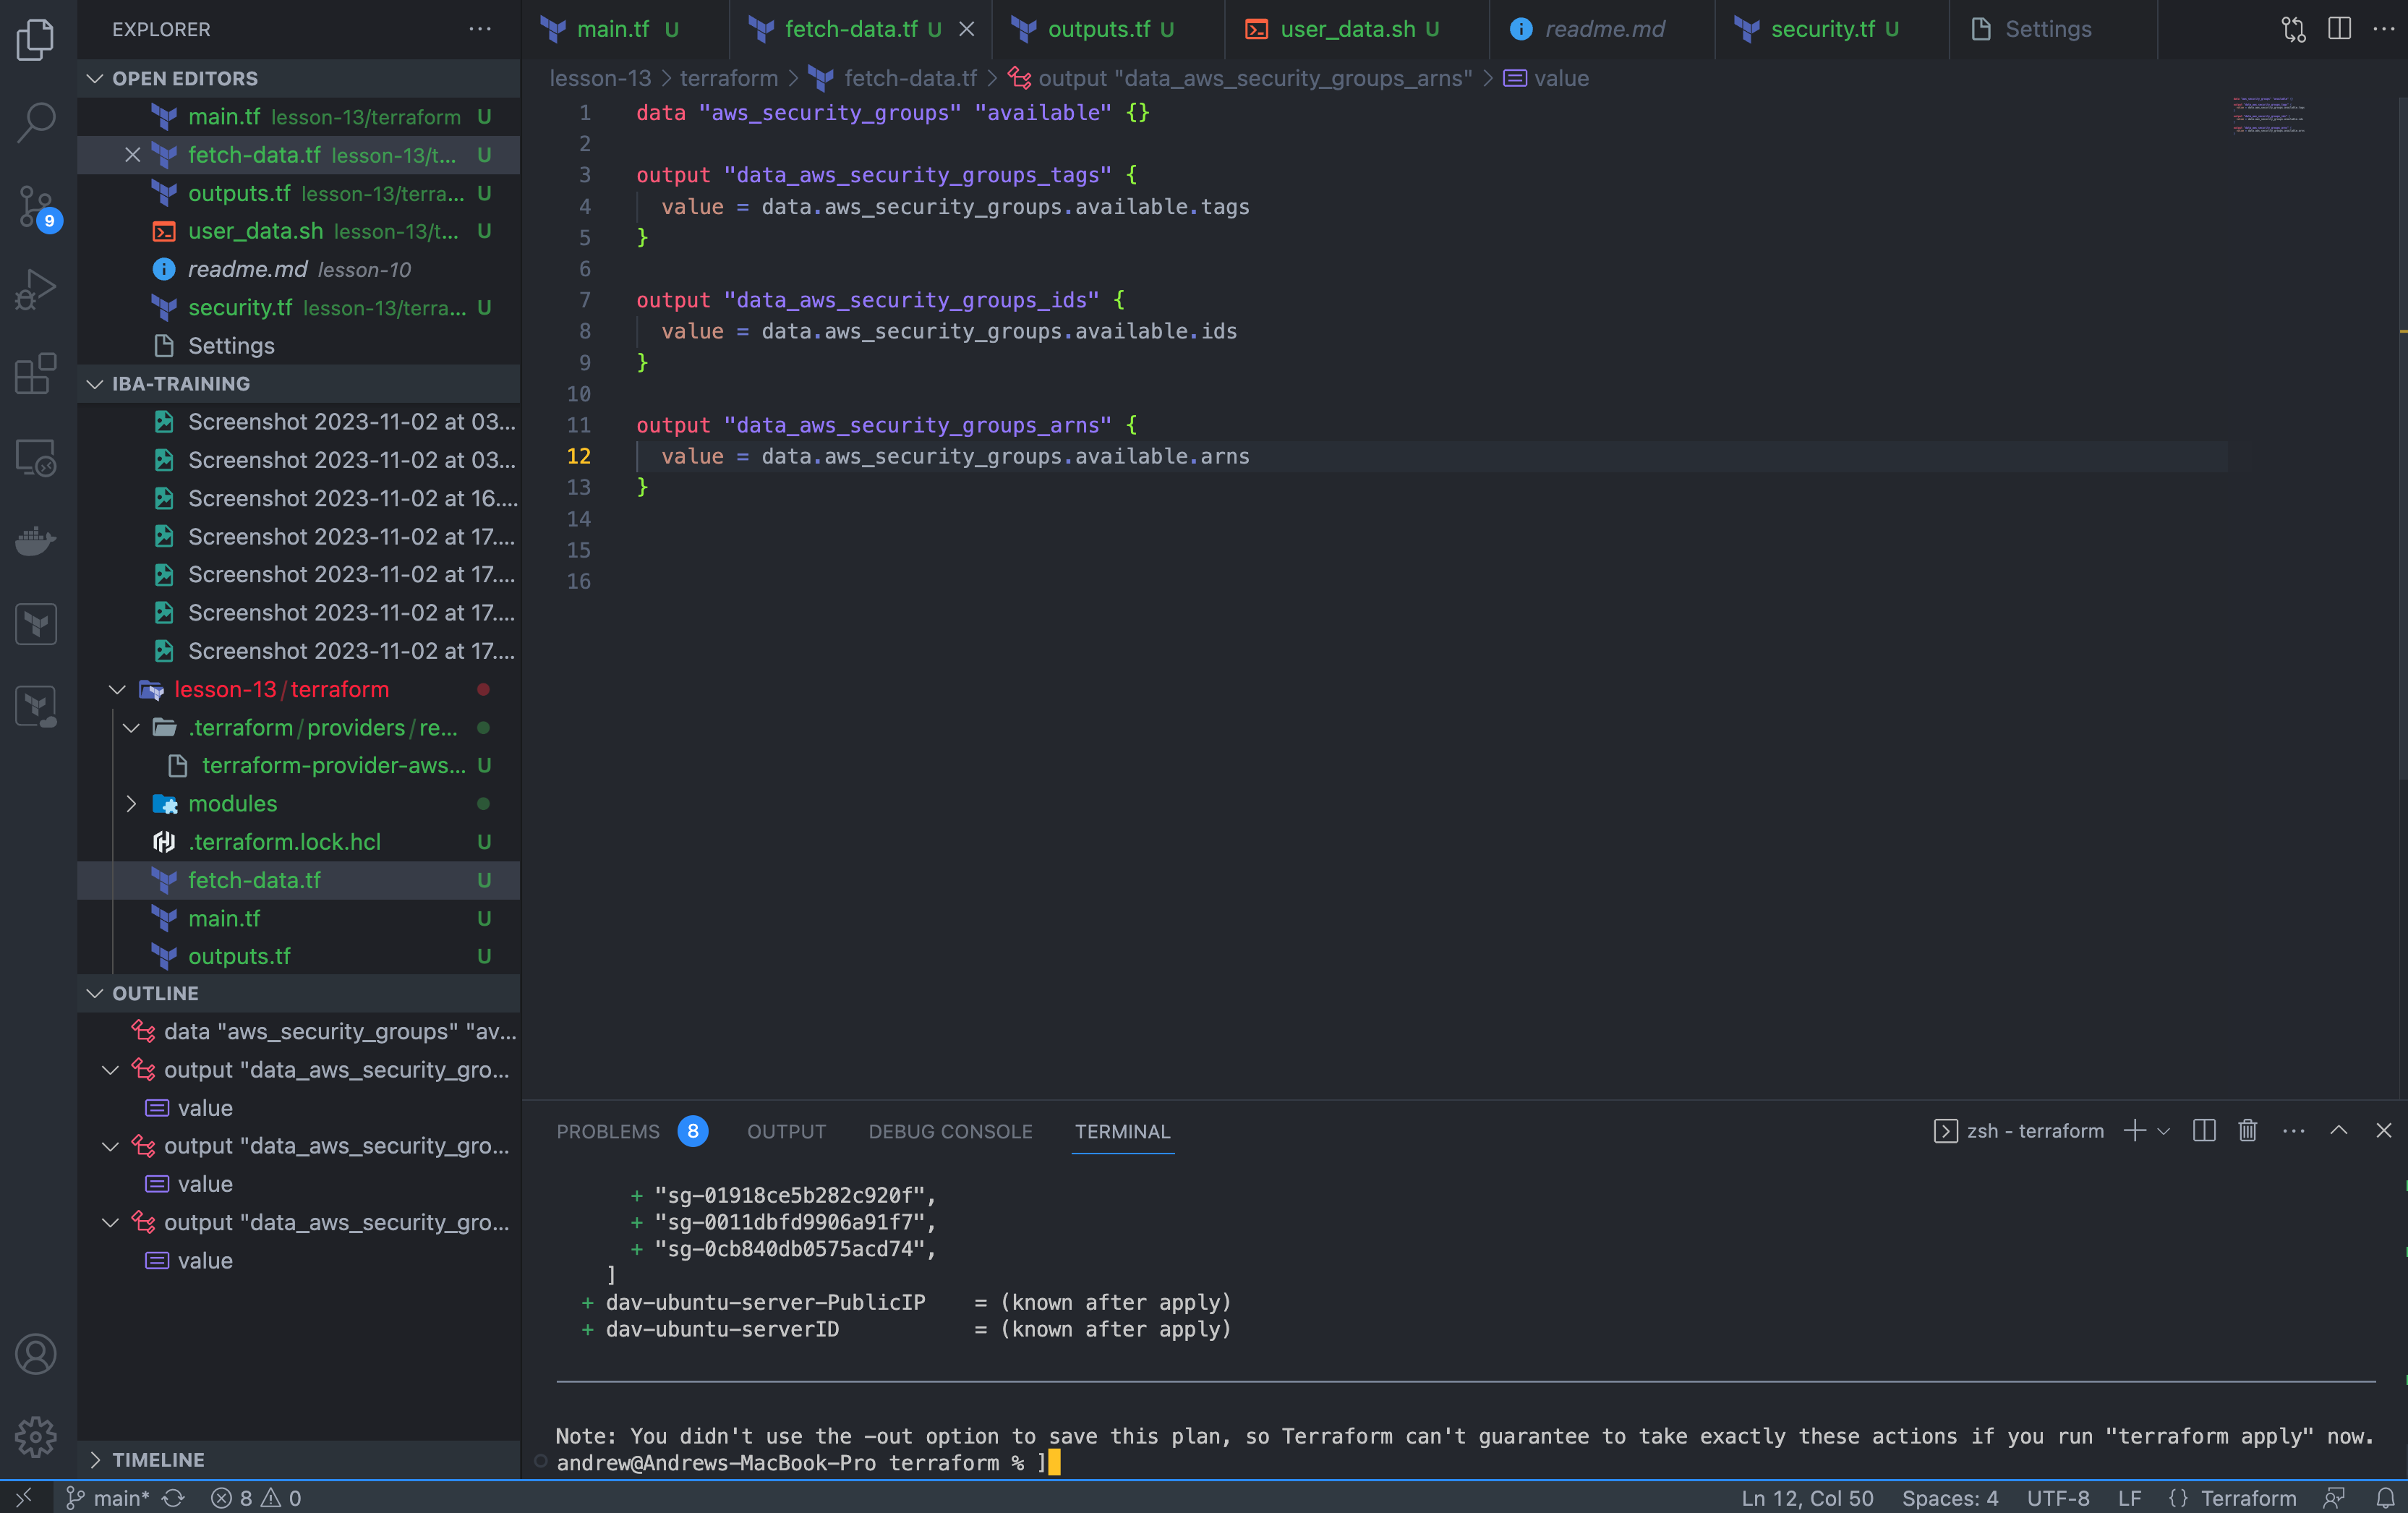 EXPLORER
OPEN EDITORS
main.tf lesson-13/terraform U
fetch-data.tf lesson-13/t... U
outputs.tf lesson-13/terra... U
user_data.sh lesson-13/t... U
readme.md lesson-10
security.tf lesson-13/terra... U
Settings
IBA-TRAINING
Screenshot 2023-11-02 at 03...
Screenshot 2023-11-02 at 03...
Screenshot 2023-11-02 at 16....
Screenshot 2023-11-02 at 17....
Screenshot 2023-11-02 at 17....
Screenshot 2023-11-02 at 17....
Screenshot 2023-11-02 at 17....
lesson-13/terraform
.terraform/providers/re...
terraform-provider-aws... U
modules
.terraform.lock.hcl U
fetch-data.tf U
main.tf U
outputs.tf U
OUTLINE
data "aws_security_groups" "av...
output "data_aws_security_gro...
value
output "data_aws_security_gro...
value
output "data_aws_security_gro...
value
TIMELINE
9
main.tf U fetch-data.tf U outputs.tf U user_data.sh U readme.md security.tf U Settings
lesson-13 > terraform > fetch-data.tf > output "data_aws_security_groups_arns" > value
1 data "aws_security_groups" "available" {}
2
3 output "data_aws_security_groups_tags" {
4 value = data.aws_security_groups.available.tags
5 }
6
7 output "data_aws_security_groups_ids" {
8 value = data.aws_security_groups.available.ids
9 }
10
11 output "data_aws_security_groups_arns" {
12 value = data.aws_security_groups.available.arns
13 }
14
15
16
PROBLEMS 8 OUTPUT DEBUG CONSOLE TERMINAL zsh - terraform
+ "sg-01918ce5b282c920f",
+ "sg-0011dbfd9906a91f7",
+ "sg-0cb840db0575acd74",
]
+ dav-ubuntu-server-PublicIP = (known after apply)
+ dav-ubuntu-serverID = (known after apply)
Note: You didn't use the -out option to save this plan, so Terraform can't guarantee to take exactly these actions if you run "terraform apply" now.
andrew@Andrews-MacBook-Pro terraform % ]
main* 8 0 Ln 12, Col 50 Spaces: 4 UTF-8 LF {} Terraform